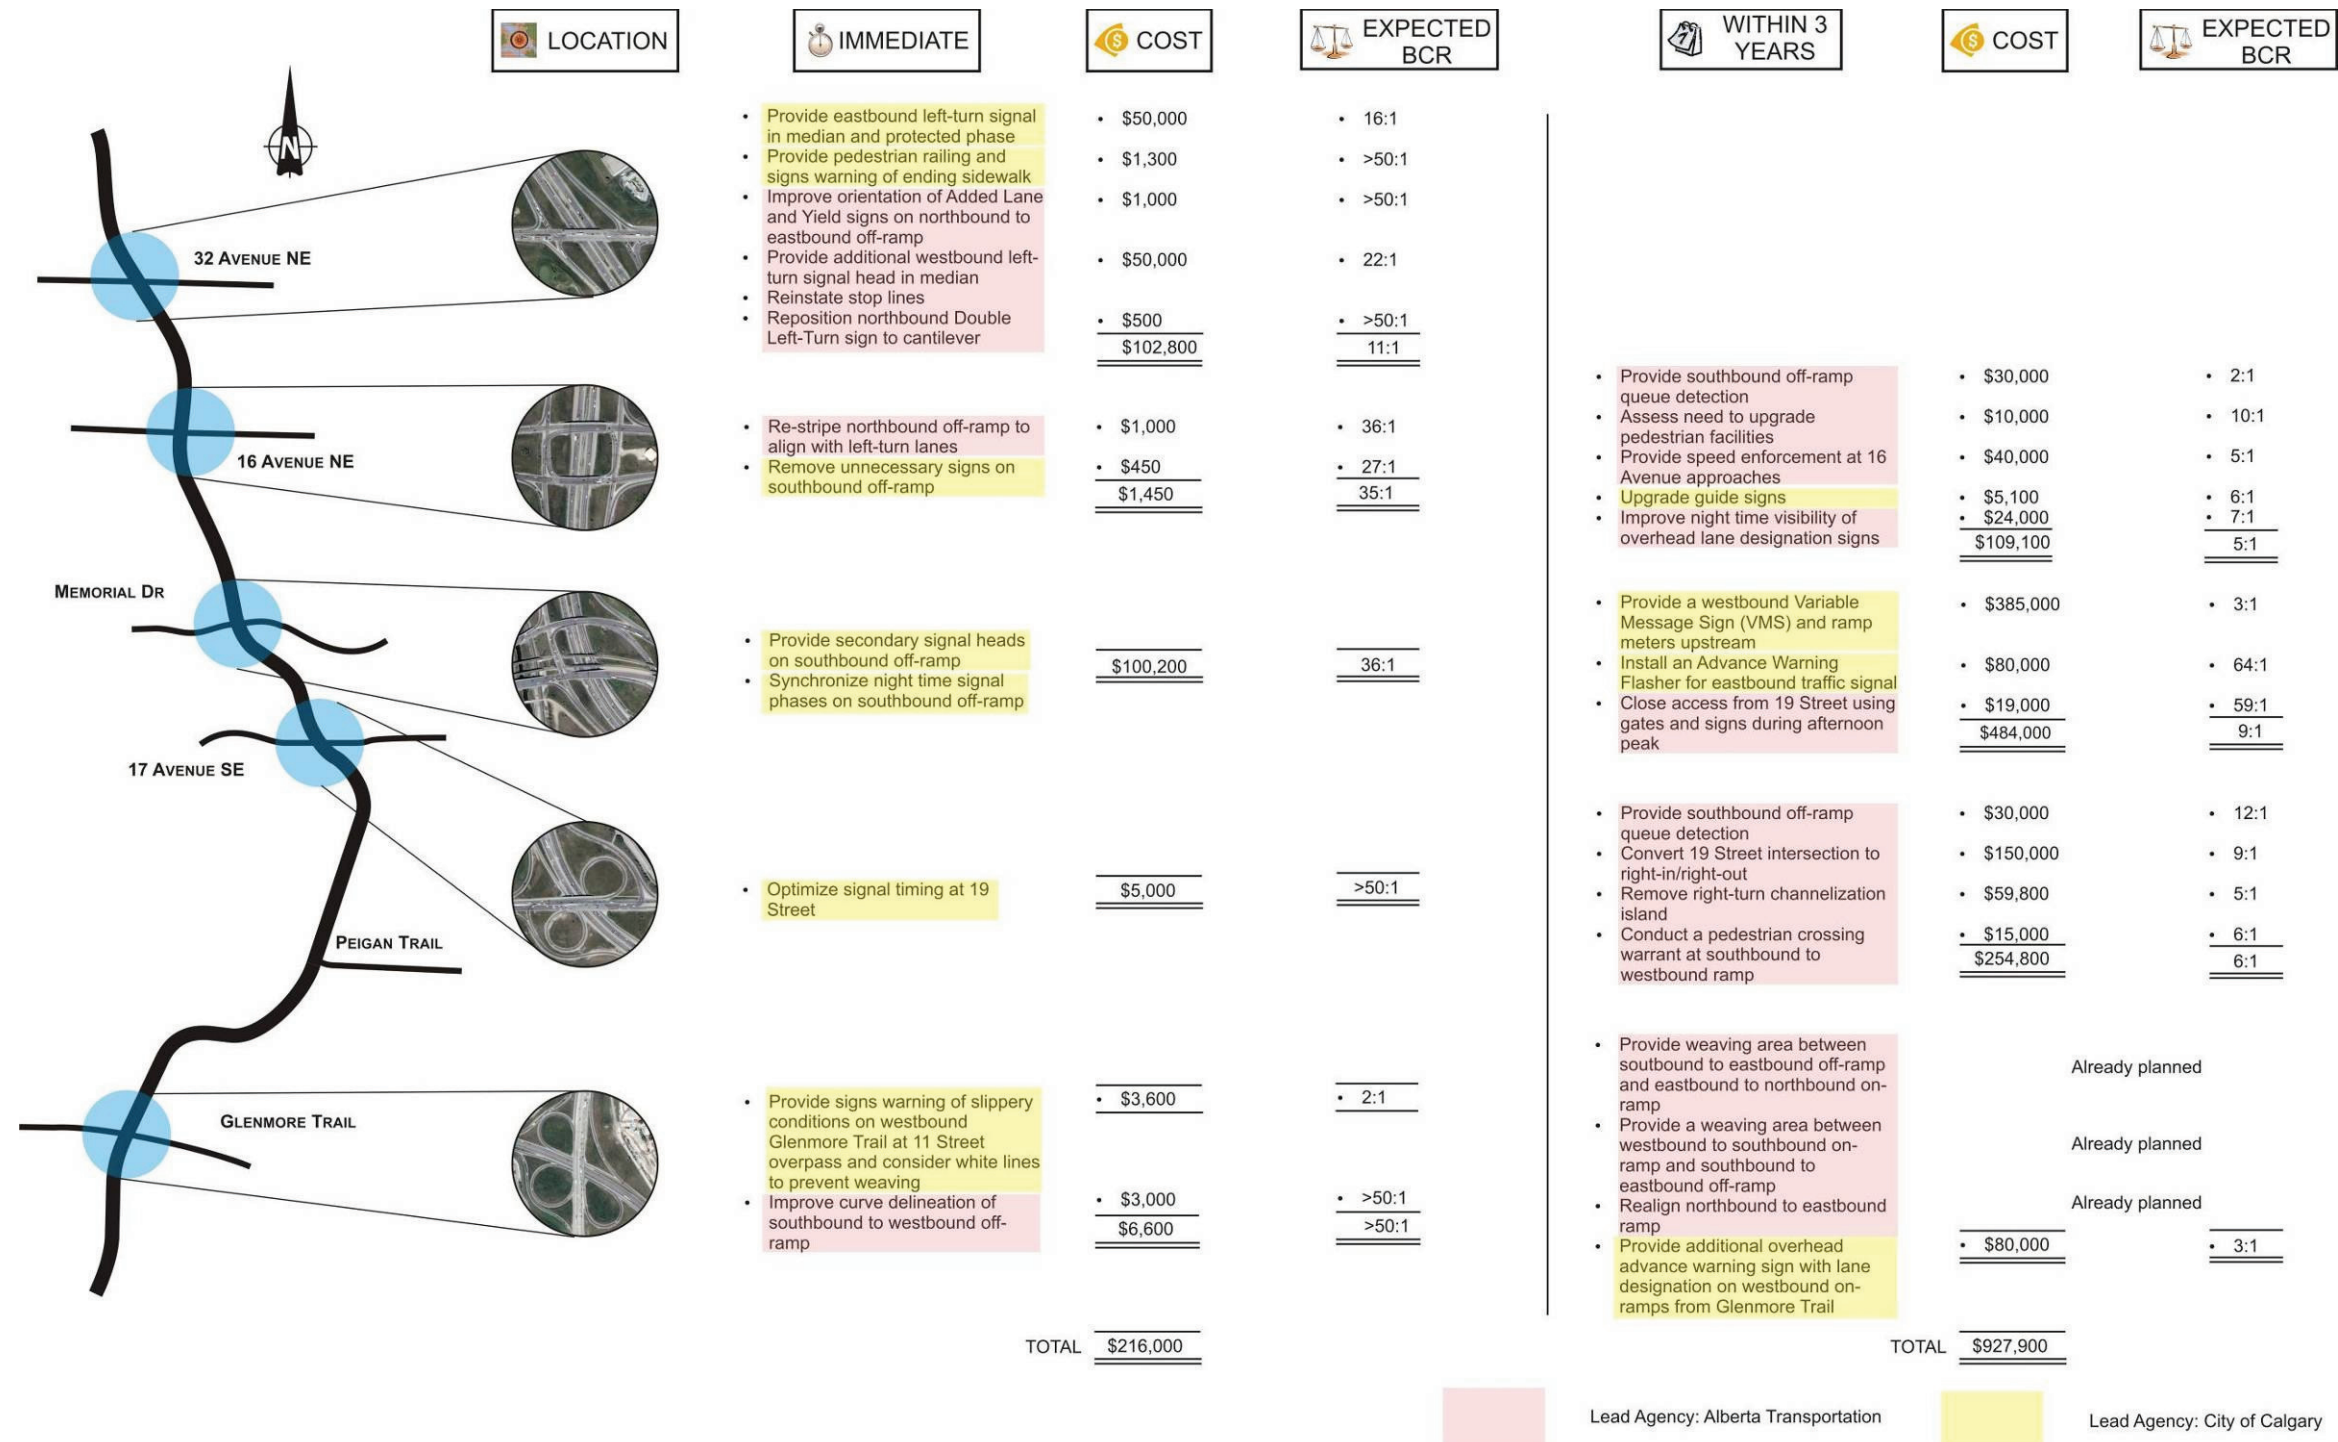 LOCATION
IMMEDIATE
COST
EXPECTED
BCR
WITHIN 3
YEARS
COST
EXPECTED
BCR
N
32 AVENUE NE
• Provide eastbound left-turn signal
in median and protected phase
• $50,000
• 16:1
• Provide pedestrian railing and
signs warning of ending sidewalk
• $1,300
• >50:1
• Improve orientation of Added Lane
and Yield signs on northbound to
eastbound off-ramp
• $1,000
• >50:1
• Provide additional westbound left-
turn signal head in median
• $50,000
• 22:1
• Reinstate stop lines
• Reposition northbound Double
Left-Turn sign to cantilever
• $500
• >50:1
$102,800
11:1
16 AVENUE NE
• Re-stripe northbound off-ramp to
align with left-turn lanes
• $1,000
• 36:1
• Remove unnecessary signs on
southbound off-ramp
• $450
• 27:1
$1,450
35:1
• Provide southbound off-ramp
queue detection
• $30,000
• 2:1
• Assess need to upgrade
pedestrian facilities
• $10,000
• 10:1
• Provide speed enforcement at 16
Avenue approaches
• $40,000
• 5:1
• Upgrade guide signs
• $5,100
• 6:1
• Improve night time visibility of
overhead lane designation signs
• $24,000
• 7:1
$109,100
5:1
MEMORIAL DR
• Provide secondary signal heads
on southbound off-ramp
• Synchronize night time signal
phases on southbound off-ramp
$100,200
36:1
• Provide a westbound Variable
Message Sign (VMS) and ramp
meters upstream
• $385,000
• 3:1
• Install an Advance Warning
Flasher for eastbound traffic signal
• $80,000
• 64:1
• Close access from 19 Street using
gates and signs during afternoon
peak
• $19,000
• 59:1
$484,000
9:1
17 AVENUE SE
• Optimize signal timing at 19
Street
$5,000
>50:1
• Provide southbound off-ramp
queue detection
• $30,000
• 12:1
• Convert 19 Street intersection to
right-in/right-out
• $150,000
• 9:1
• Remove right-turn channelization
island
• $59,800
• 5:1
• Conduct a pedestrian crossing
warrant at southbound to
westbound ramp
• $15,000
• 6:1
$254,800
6:1
PEIGAN TRAIL
GLENMORE TRAIL
• Provide signs warning of slippery
conditions on westbound
Glenmore Trail at 11 Street
overpass and consider white lines
to prevent weaving
• $3,600
• 2:1
• Improve curve delineation of
southbound to westbound off-
ramp
• $3,000
• >50:1
$6,600
>50:1
• Provide weaving area between
soutbound to eastbound off-ramp
and eastbound to northbound on-
ramp
Already planned
• Provide a weaving area between
westbound to southbound on-
ramp and southbound to
eastbound off-ramp
Already planned
• Realign northbound to eastbound
ramp
Already planned
• Provide additional overhead
advance warning sign with lane
designation on westbound on-
ramps from Glenmore Trail
• $80,000
• 3:1
TOTAL $216,000
TOTAL $927,900
Lead Agency: Alberta Transportation
Lead Agency: City of Calgary